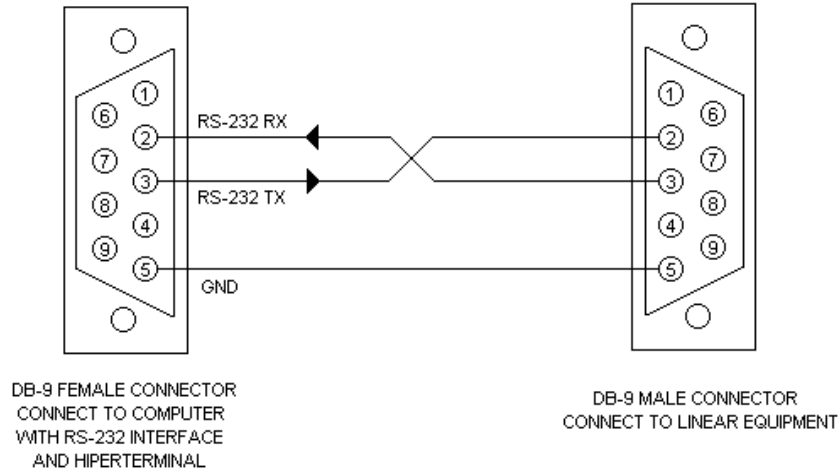 1
6
2
7
3
8
4
9
5
RS-232 RX
RS-232 TX
GND
1
6
2
7
3
8
4
9
5
DB-9 FEMALE CONNECTOR
CONNECT TO COMPUTER
WITH RS-232 INTERFACE
AND HIPERTERMINAL
DB-9 MALE CONNECTOR
CONNECT TO LINEAR EQUIPMENT